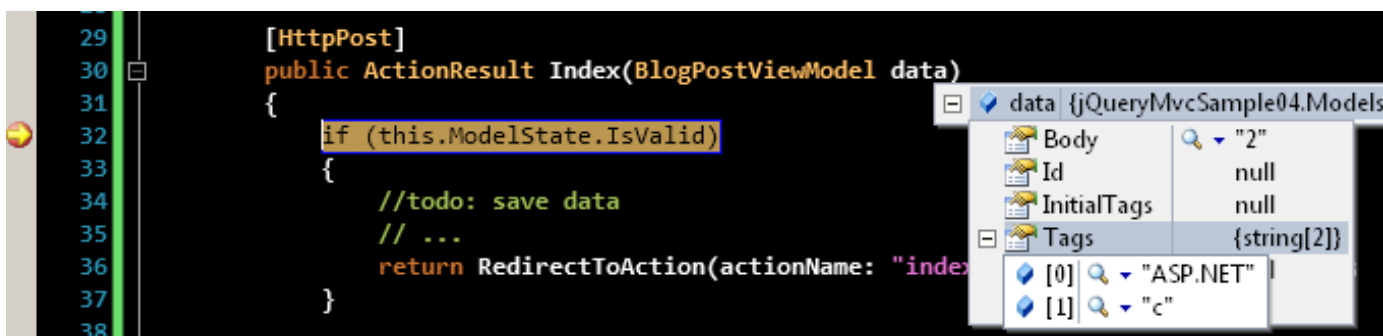 29 [HttpPost]
30 public ActionResult Index(BlogPostViewModel data)
31 {
data {jQueryMvcSample04.Models
32 if (this.ModelState.IsValid)
Body "2"
33 {
Id null
34 //todo: save data
InitialTags null
35 // ...
Tags {string[2]}
36 return RedirectToAction(actionName: "index
[0] "ASP.NET"
37 }
[1] "c"
38